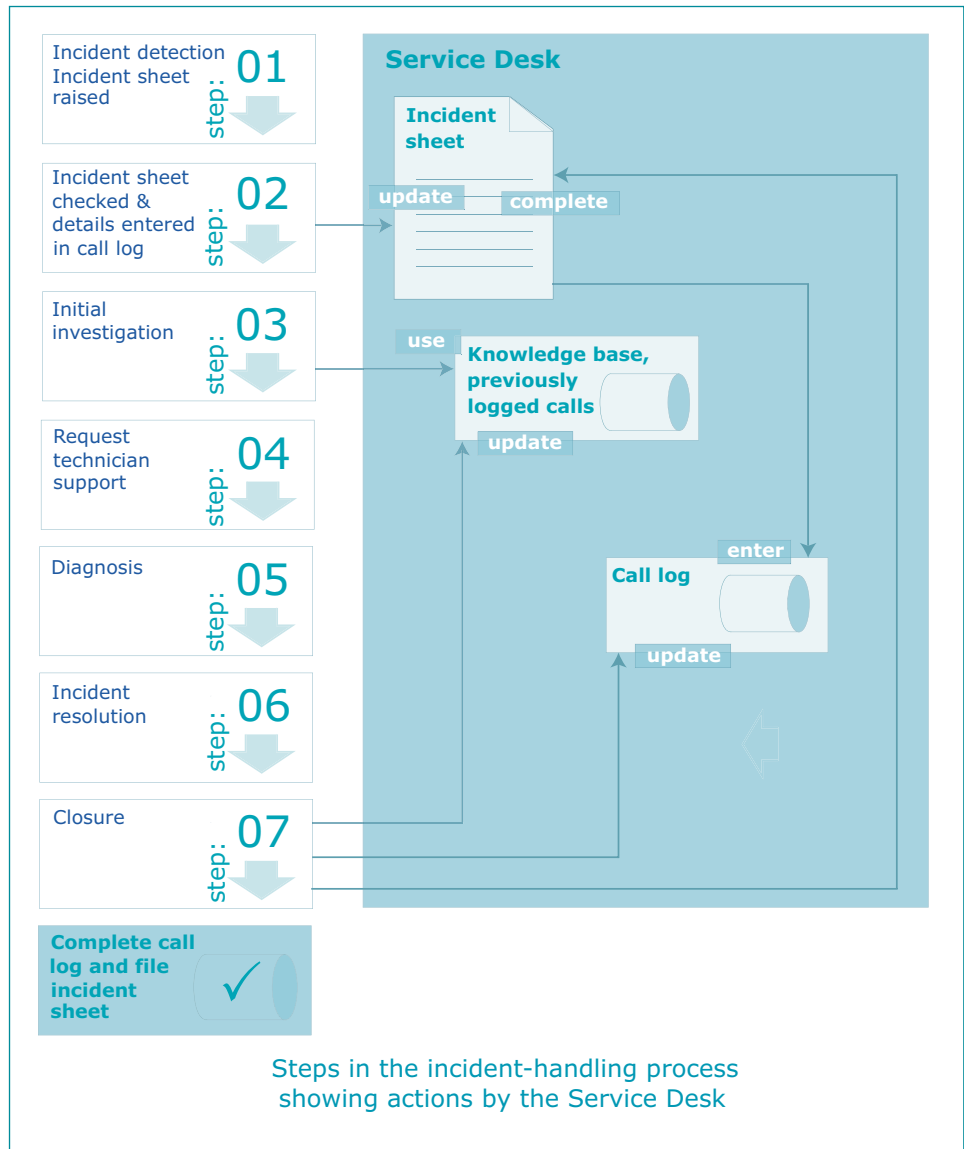 Incident detection
Incident sheet
raised
step:
01
Incident sheet
checked &
details entered
in call log
step:
02
Initial
investigation
step:
03
Request
technician
support
step:
04
Diagnosis
step:
05
Incident
resolution
step:
06
Closure
step:
07
Complete call
log and file
incident
sheet
Service Desk
Incident
sheet
update
complete
use
Knowledge base,
previously
logged calls
update
enter
Call log
update
Steps in the incident-handling process
showing actions by the Service Desk